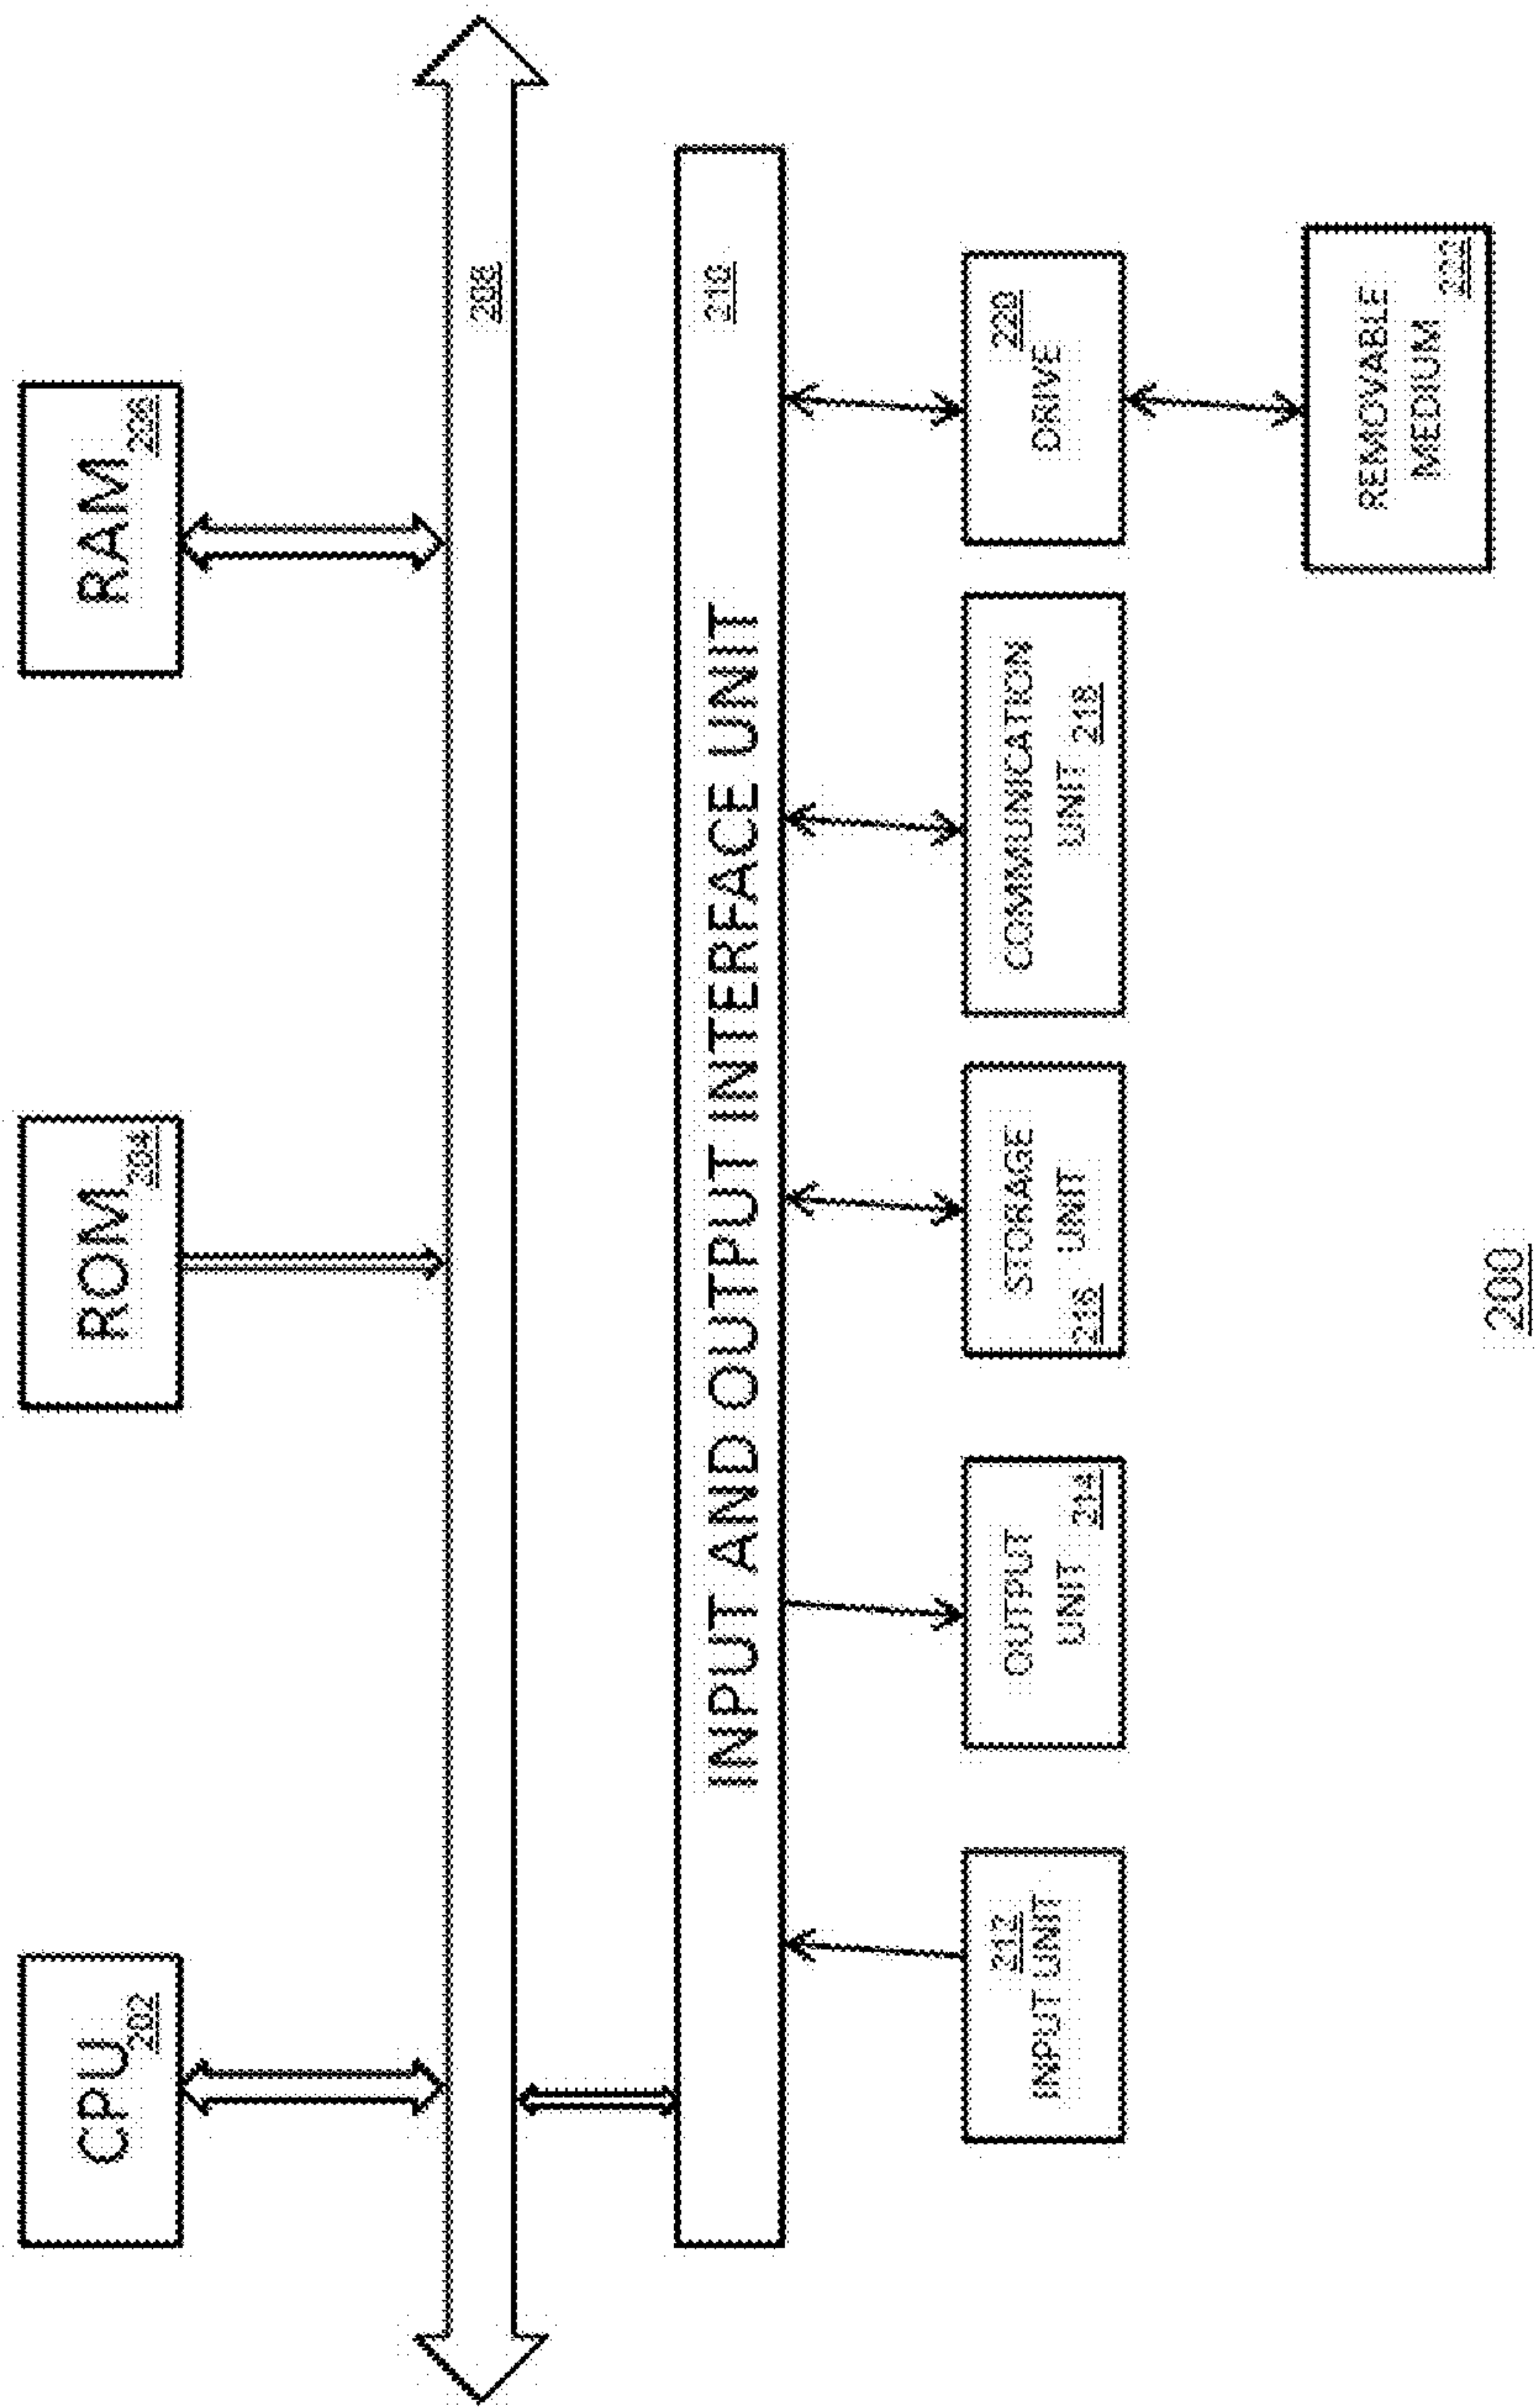 CPU
202
ROM
204
RAM
206
208
210
INPUT AND OUTPUT INTERFACE UNIT
212
INPUT UNIT
OUTPUT
UNIT 214
STORAGE
216 UNIT
COMMUNICATION
UNIT 218
220
DRIVE
REMOVABLE
MEDIUM
222
200